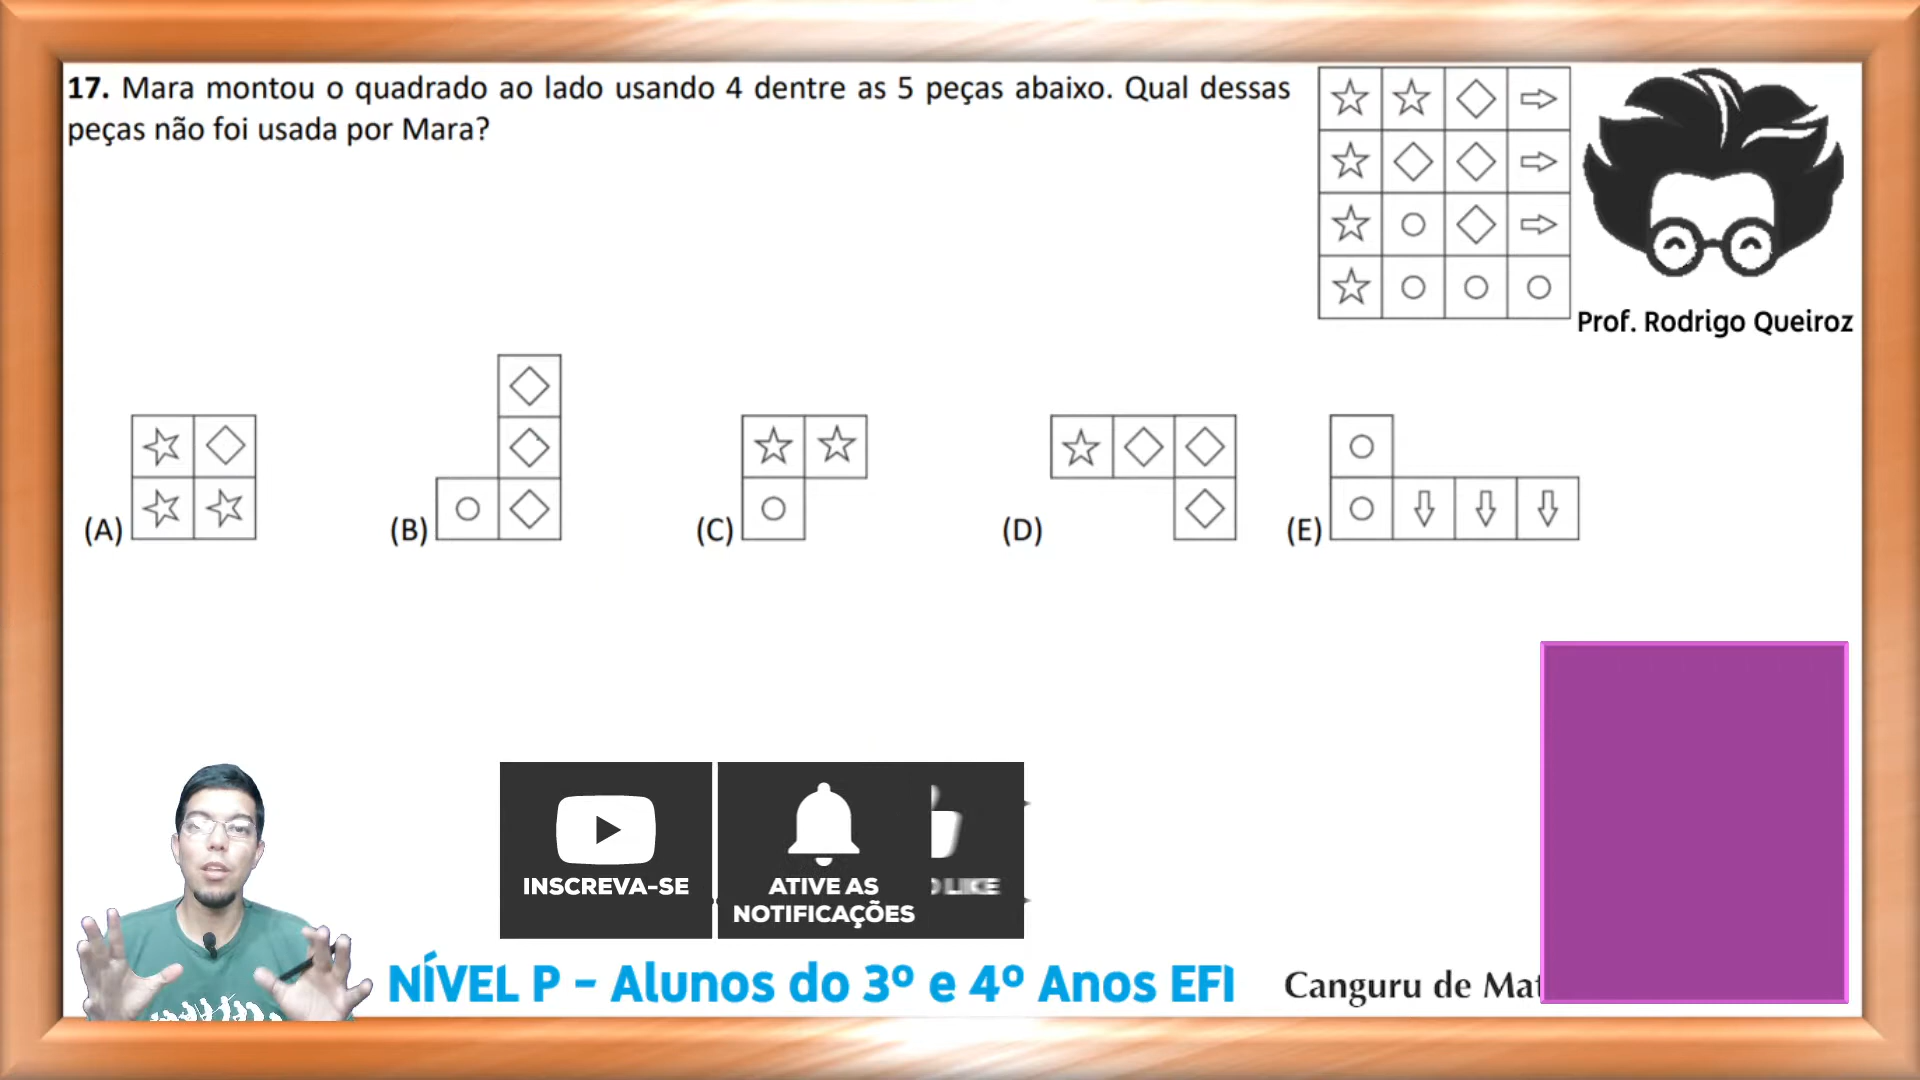 17. Mara montou o quadrado ao lado usando 4 dentre as 5 peças abaixo. Qual dessas
peças não foi usada por Mara?
Prof. Rodrigo Queiroz
(A)
(B)
(C)
(D)
(E)
INSCREVA-SE
ATIVE AS
NOTIFICAÇÕES
LIKE
NÍVEL P - Alunos do 3º e 4º Anos EFI
Canguru de